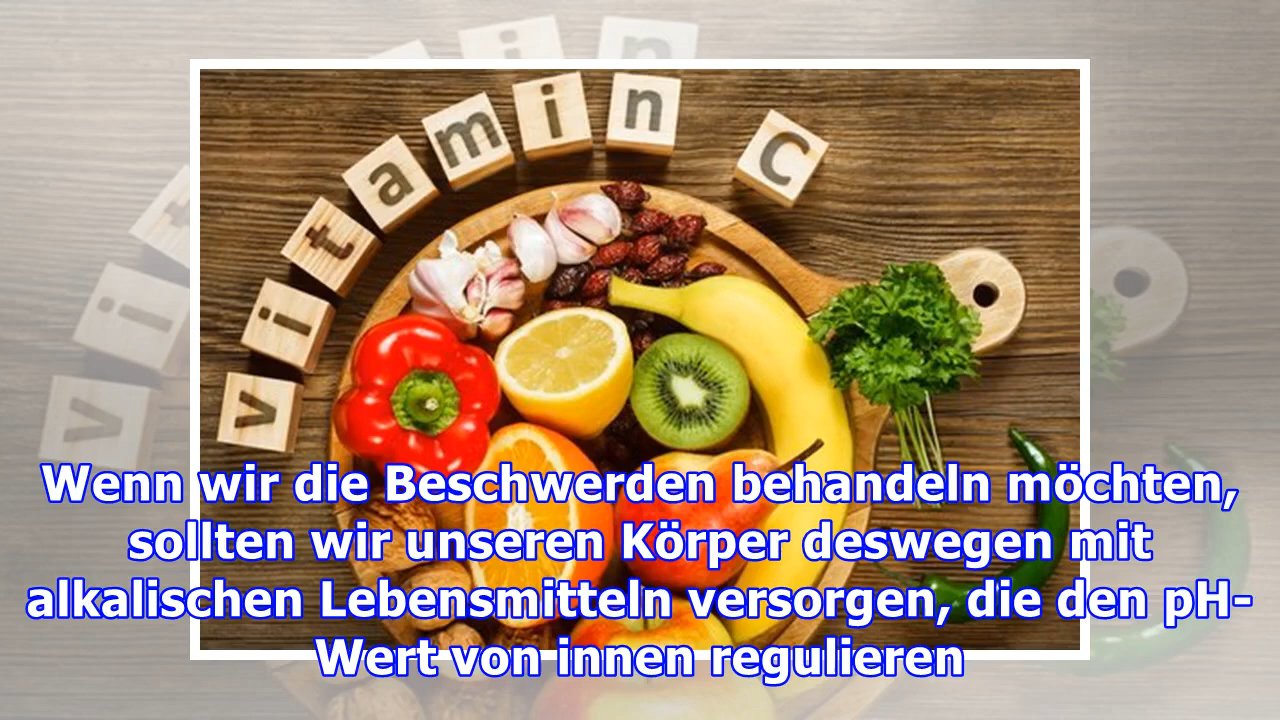 vitamin C
Wenn wir die Beschwerden behandeln möchten,
sollten wir unseren Körper deswegen mit
alkalischen Lebensmitteln versorgen, die den pH-
Wert von innen regulieren